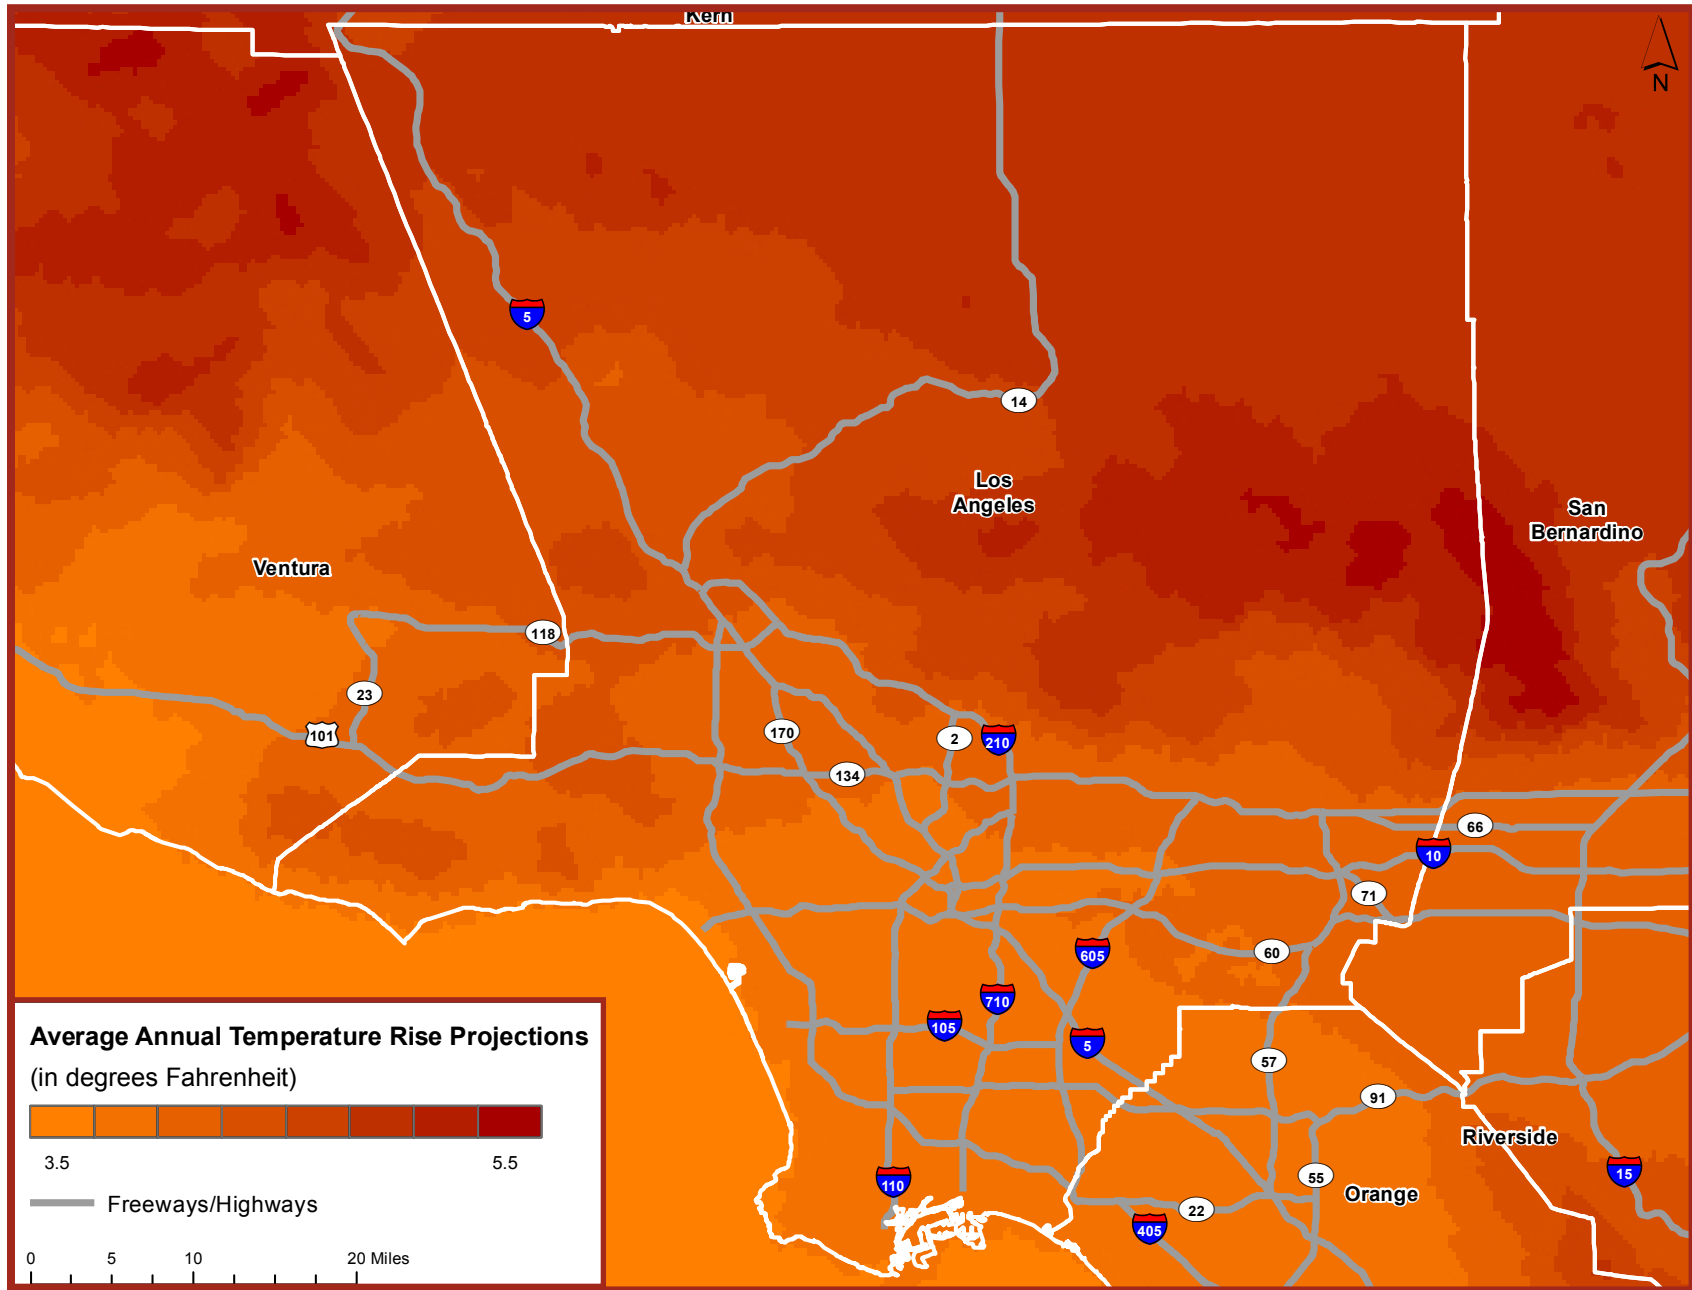 Kern
N
5
14
Los
Angeles
San
Bernardino
Ventura
118
23
101
170
2
210
134
66
10
71
60
605
710
105
5
57
91
Riverside
15
55
Orange
110
22
405
Average Annual Temperature Rise Projections
(in degrees Fahrenheit)
3.5 5.5
Freeways/Highways
0 5 10 20 Miles